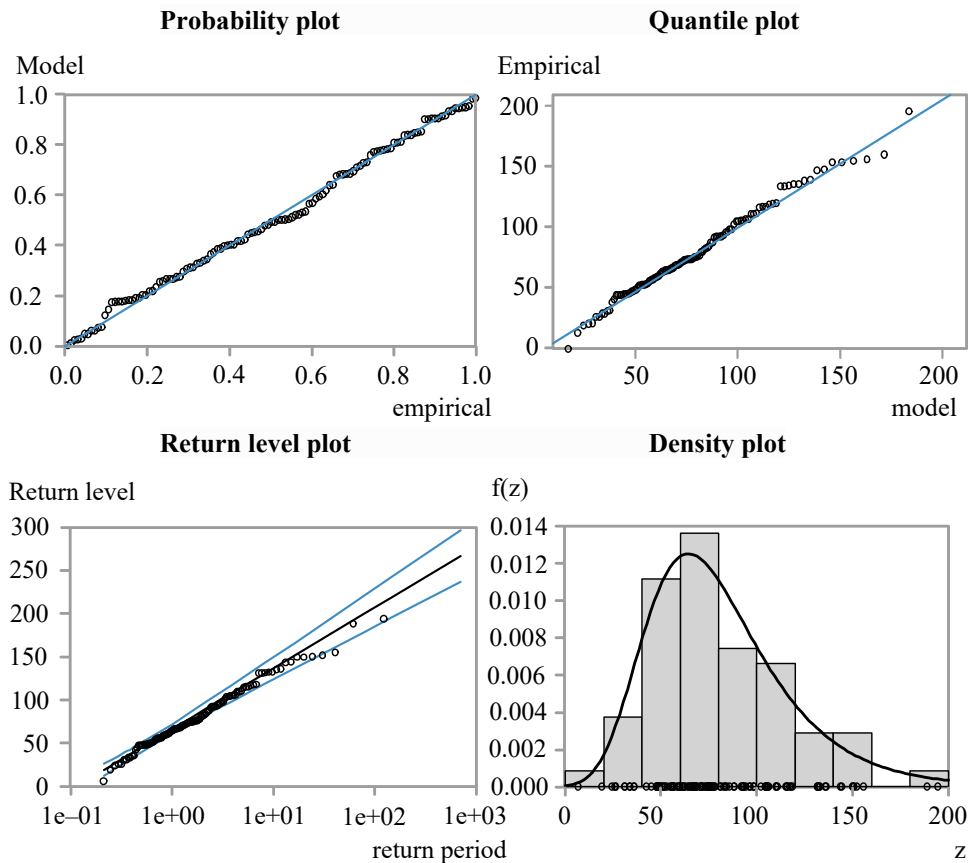 Probability plot
Model
1.0
0.8
0.6
0.4
0.2
0.0
0.0 0.2 0.4 0.6 0.8 1.0
empirical
Quantile plot
Empirical
200
150
100
50
0
50 100 150 200
model
Return level plot
Return level
300
250
200
150
100
50
0
1e–01 1e+00 1e+01 1e+02 1e+03
return period
Density plot
f(z)
0.014
0.012
0.010
0.008
0.006
0.004
0.002
0.000
0 50 100 150 200
z